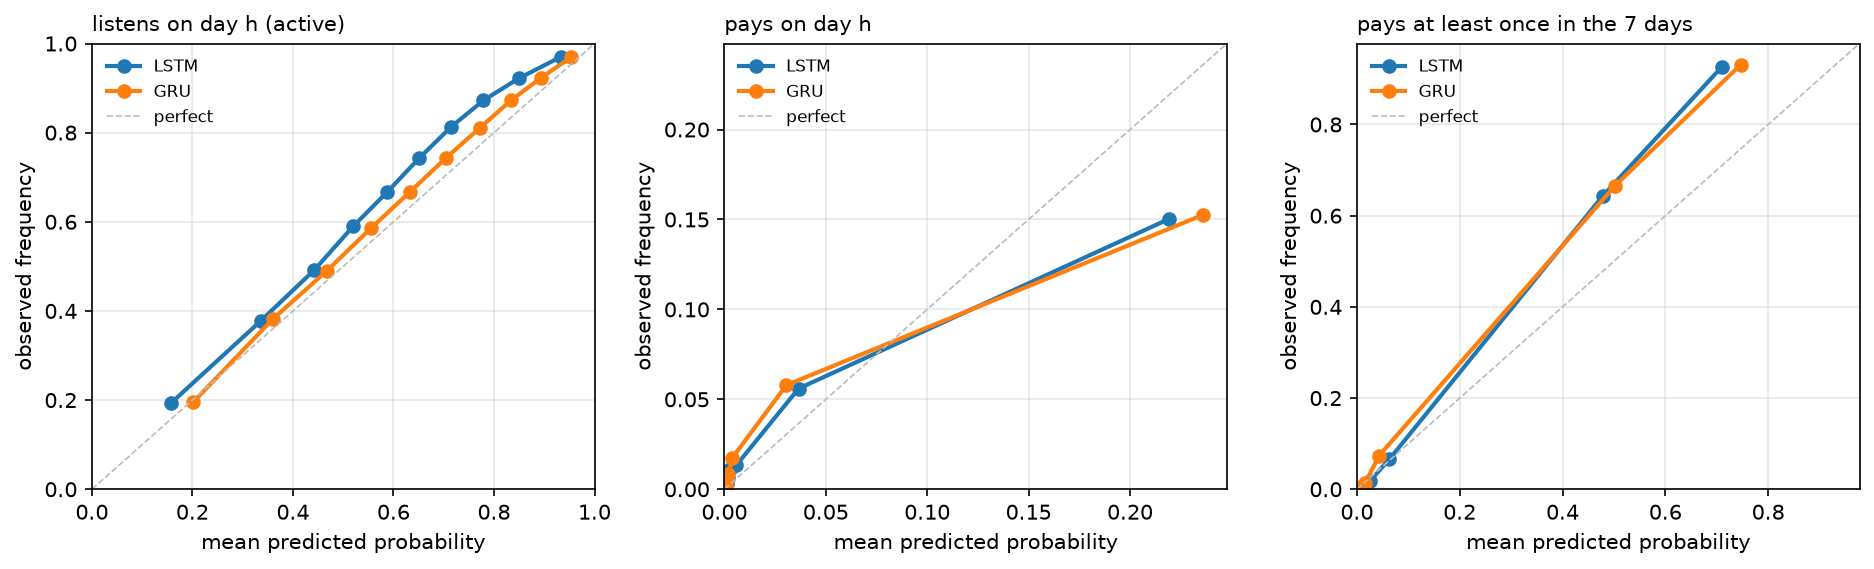 listens on day h (active)
observed frequency
1.0
0.8
0.6
0.4
0.2
0.0
LSTM
GRU
perfect
0.0 0.2 0.4 0.6 0.8 1.0
mean predicted probability
pays on day h
observed frequency
0.20
0.15
0.10
0.05
0.00
LSTM
GRU
perfect
0.00 0.05 0.10 0.15 0.20
mean predicted probability
pays at least once in the 7 days
observed frequency
0.8
0.6
0.4
0.2
0.0
LSTM
GRU
perfect
0.0 0.2 0.4 0.6 0.8
mean predicted probability